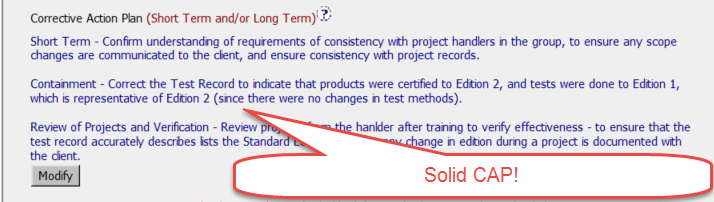 Corrective Action Plan (Short Term and/or Long Term) ?
Short Term - Confirm understanding of requirements of consistency with project handlers in the group, to ensure any scope
changes are communicated to the client, and ensure consistency with project records.
Containment - Correct the Test Record to indicate that products were certified to Edition 2, and tests were done to Edition 1,
which is representative of Edition 2 (since there were no changes in test methods).
Review of Projects and Verification - Review the hanlder after training to verify effectiveness - to ensure that the
test record accurately describes lists the Standard any change in edition during a project is documented with
the client.
Modify
Solid CAP!